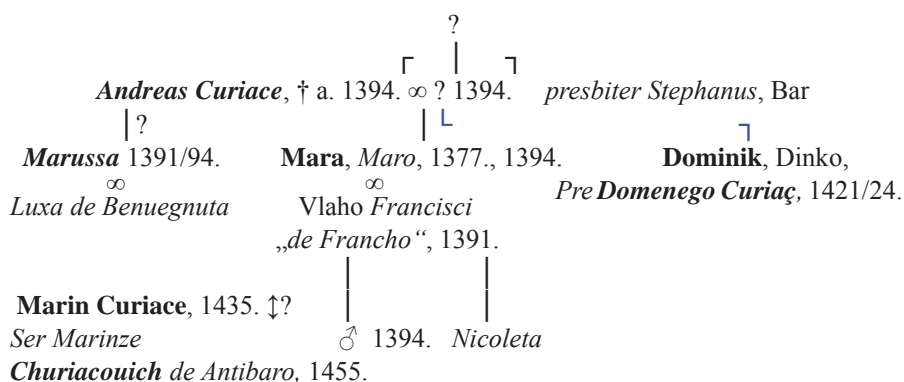 ?
Andreas Curiace, † a. 1394. ∞ ? 1394. presbiter Stephanus, Bar
?
Marussa 1391/94. Mara, Maro, 1377., 1394. Dominik, Dinko,
∞ ∞ Pre Domenego Curiaç, 1421/24.
Luxa de Benuegnuta Vlaho Francisci
„de Francho“, 1391.
Marin Curiace, 1435. ↕?
Ser Marinze ♂ 1394. Nicoleta
Churiacouich de Antibaro, 1455.